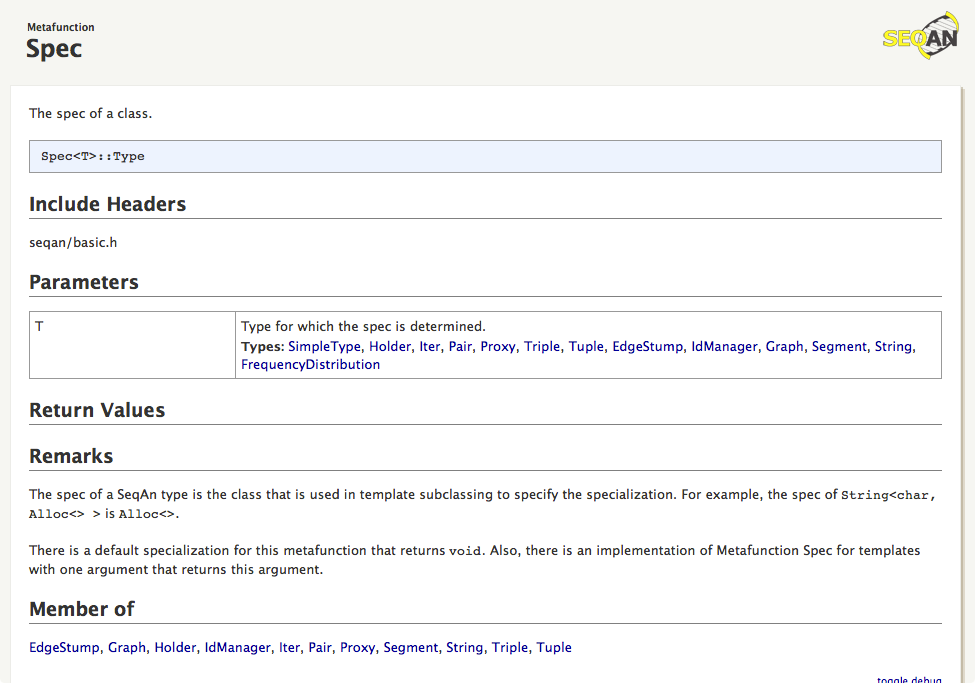 Metafunction
Spec
SEQAN
The spec of a class.
Spec<T>::Type
Include Headers
seqan/basic.h
Parameters
T
Type for which the spec is determined.
Types: SimpleType, Holder, Iter, Pair, Proxy, Triple, Tuple, EdgeStump, IdManager, Graph, Segment, String,
FrequencyDistribution
Return Values
Remarks
The spec of a SeqAn type is the class that is used in template subclassing to specify the specialization. For example, the spec of String<char,
Alloc<> > is Alloc<>.
There is a default specialization for this metafunction that returns void. Also, there is an implementation of Metafunction Spec for templates
with one argument that returns this argument.
Member of
EdgeStump, Graph, Holder, IdManager, Iter, Pair, Proxy, Segment, String, Triple, Tuple
toggle debug